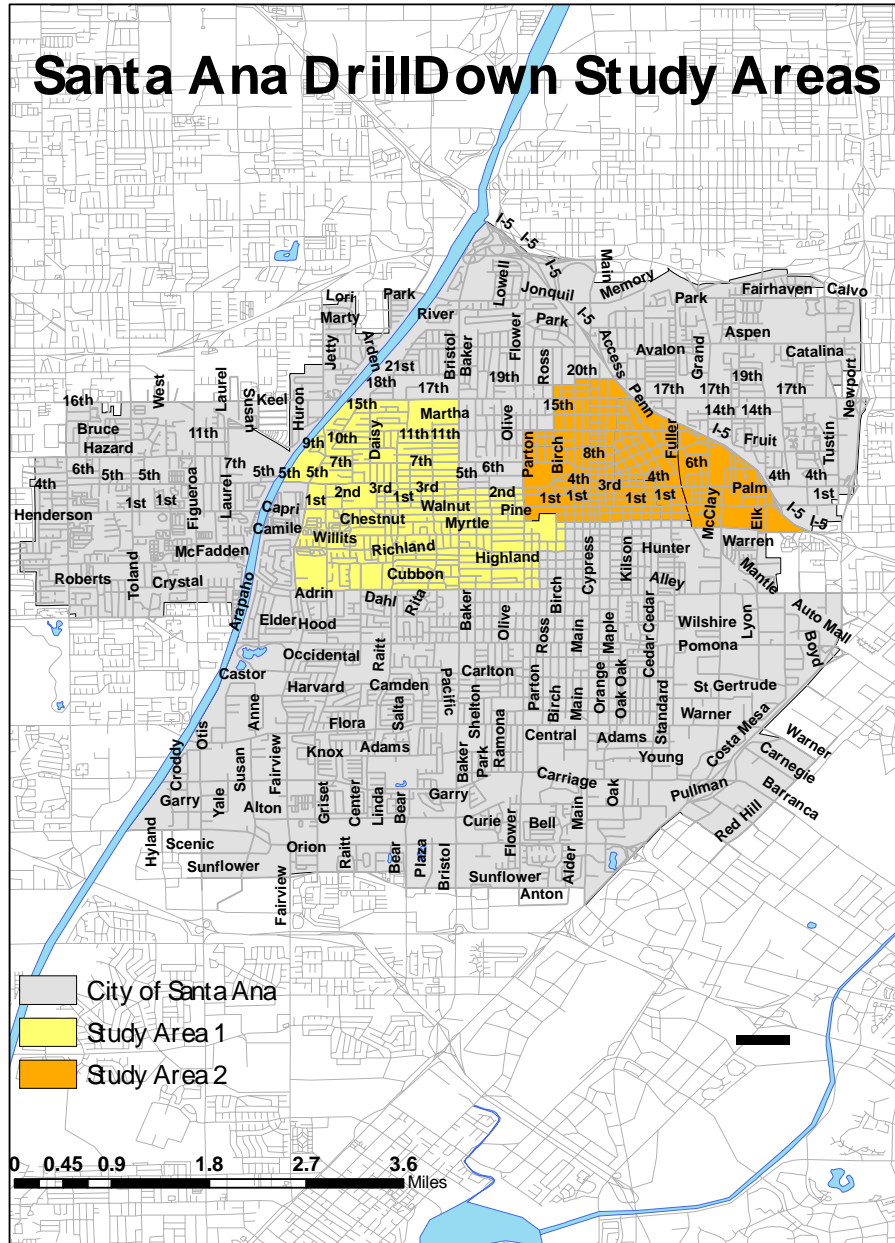 Santa Ana DrillDown Study Areas
I-5
I-5
I-5
Main
Lowell
Memory
Fairhaven
Calvo
Jonquil
Park
Lori
Park
Marty
River
I-5
Park
Aspen
Jetty
Arden
Bristol
Baker
Flower
Ross
Access
Avalon
Grand
Catalina
21st
20th
19th
19th
18th
17th
17th
17th
17th
Newport
16th
West
Laurel
Susan
Keel
Huron
15th
Martha
Olive
15th
Penn
14th
14th
Bruce
11th
9th
10th
Daisy
11th
11th
Parton
Birch
Fuller
I-5
Fruit
Tustin
Hazard
7th
7th
7th
8th
6th
6th
5th
5th
5th
5th
5th
5th
6th
4th
4th
4th
4th
4th
Figueroa
Laurel
2nd
3rd
3rd
2nd
3rd
Palm
1st
1st
1st
1st
1st
1st
1st
1st
1st
Henderson
Capri
Walnut
Pine
McClay
Elk
I-5
I-5
Chestnut
Myrtle
Camile
Willits
Warren
McFadden
Richland
Highland
Cypress
Kilson
Hunter
Roberts
Toland
Crystal
Cubbon
Alley
Mantle
Arapaho
Adrin
Dahl
Rita
Baker
Olive
Birch
Elder
Hood
Ross
Main
Maple
Cedar
Cedar
Wilshire
Lyon
Auto Mall
Boyd
Occidental
Raitt
Pomona
Castor
Carlton
Harvard
Camden
Pacific
Parton
Orange
Oak
Oak
St Gertrude
Anne
Salta
Shelton
Birch
Main
Standard
Warner
Otis
Flora
Ramona
Central
Adams
Costa Mesa
Warner
Croddy
Susan
Fairview
Knox
Adams
Baker
Park
Young
Carnegie
Garry
Yale
Alton
Griset
Center
Linda
Bear
Garry
Carriage
Oak
Pullman
Barranca
Hyland
Scenic
Curie
Flower
Bell
Main
Red Hill
Orion
Raitt
Bear
Plaza
Bristol
Alder
Sunflower
Sunflower
Fairview
Anton
City of Santa Ana
Study Area 1
Study Area 2
0 0.45 0.9 1.8 2.7 3.6
Miles